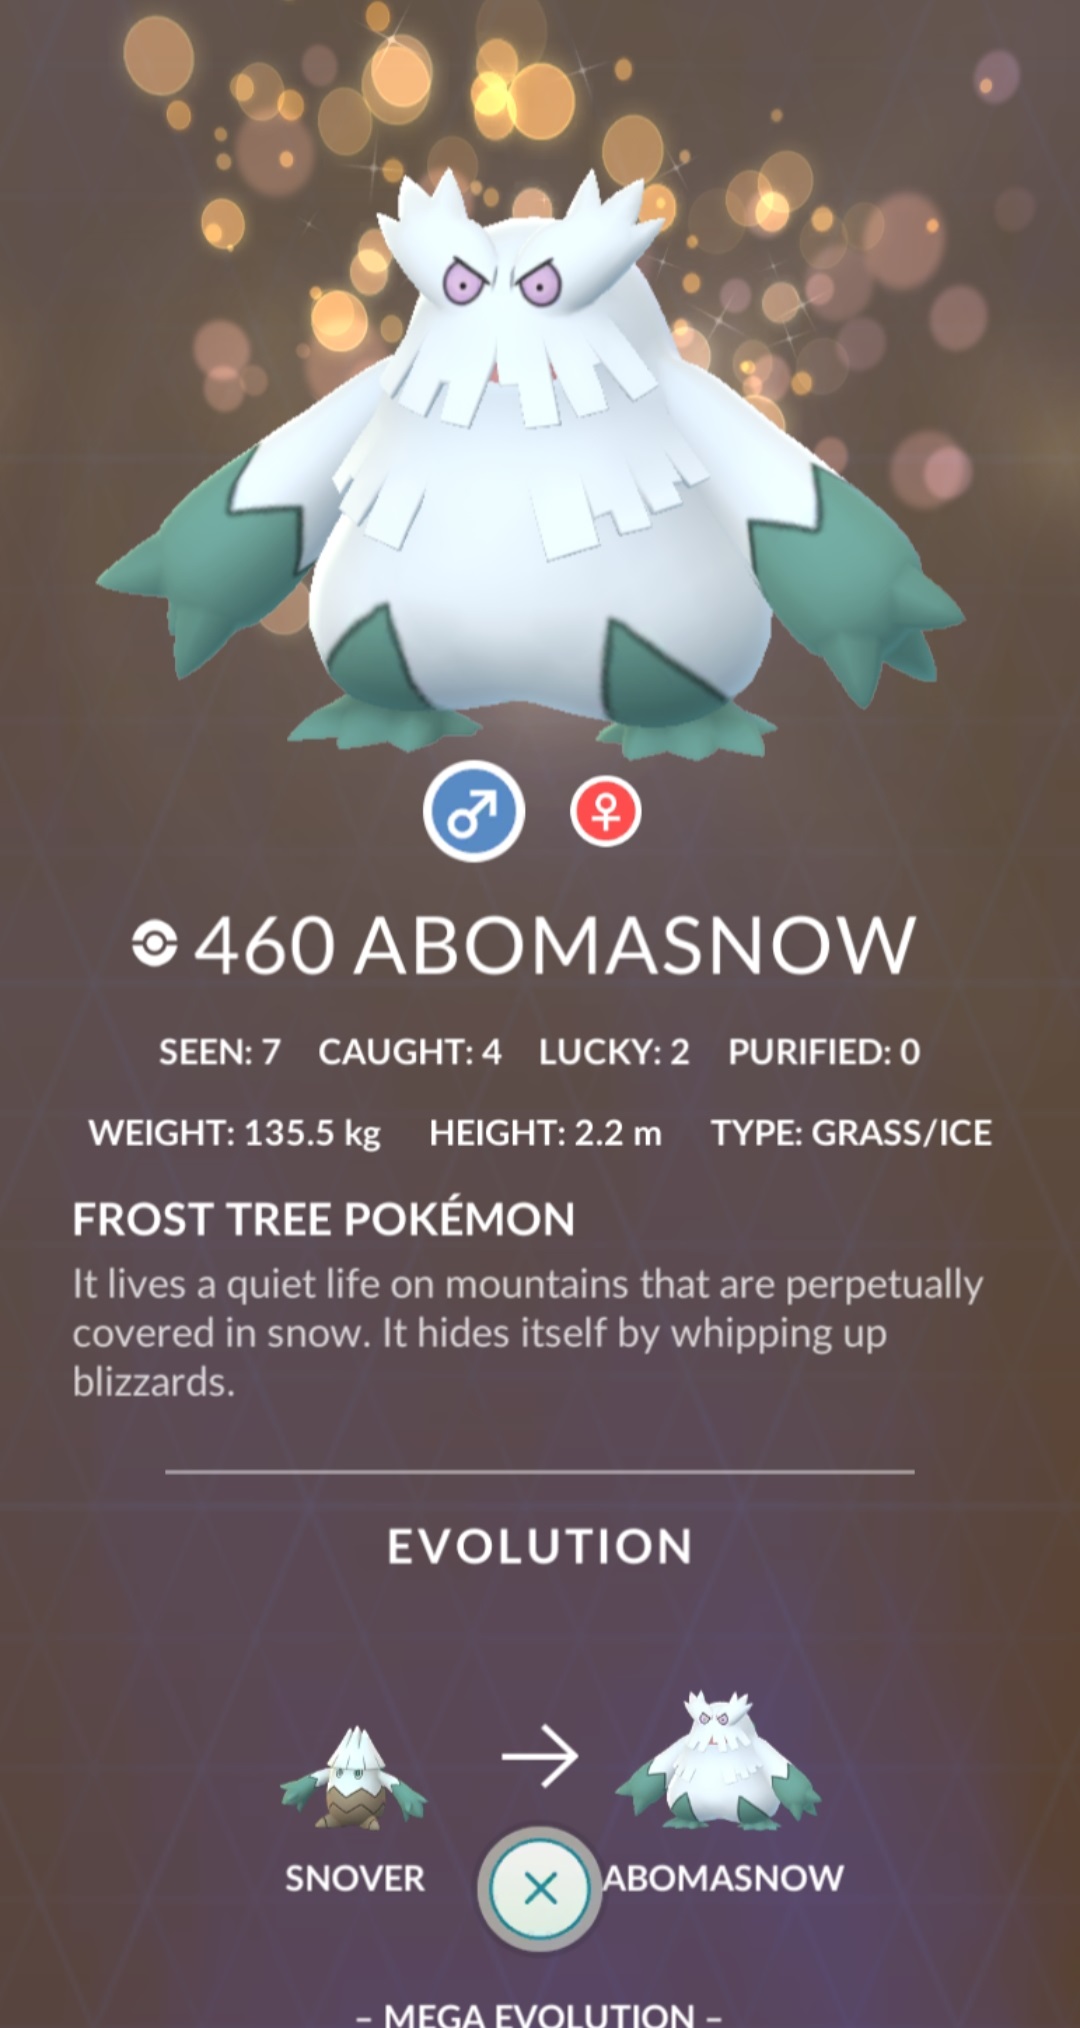 460 ABOMASNOW
SEEN: 7 CAUGHT: 4 LUCKY: 2 PURIFIED: 0
WEIGHT: 135.5 kg HEIGHT: 2.2 m TYPE: GRASS/ICE
FROST TREE POKÉMON
It lives a quiet life on mountains that are perpetually
covered in snow. It hides itself by whipping up
blizzards.
EVOLUTION
SNOVER ABOMASNOW
– MEGA EVOLUTION –